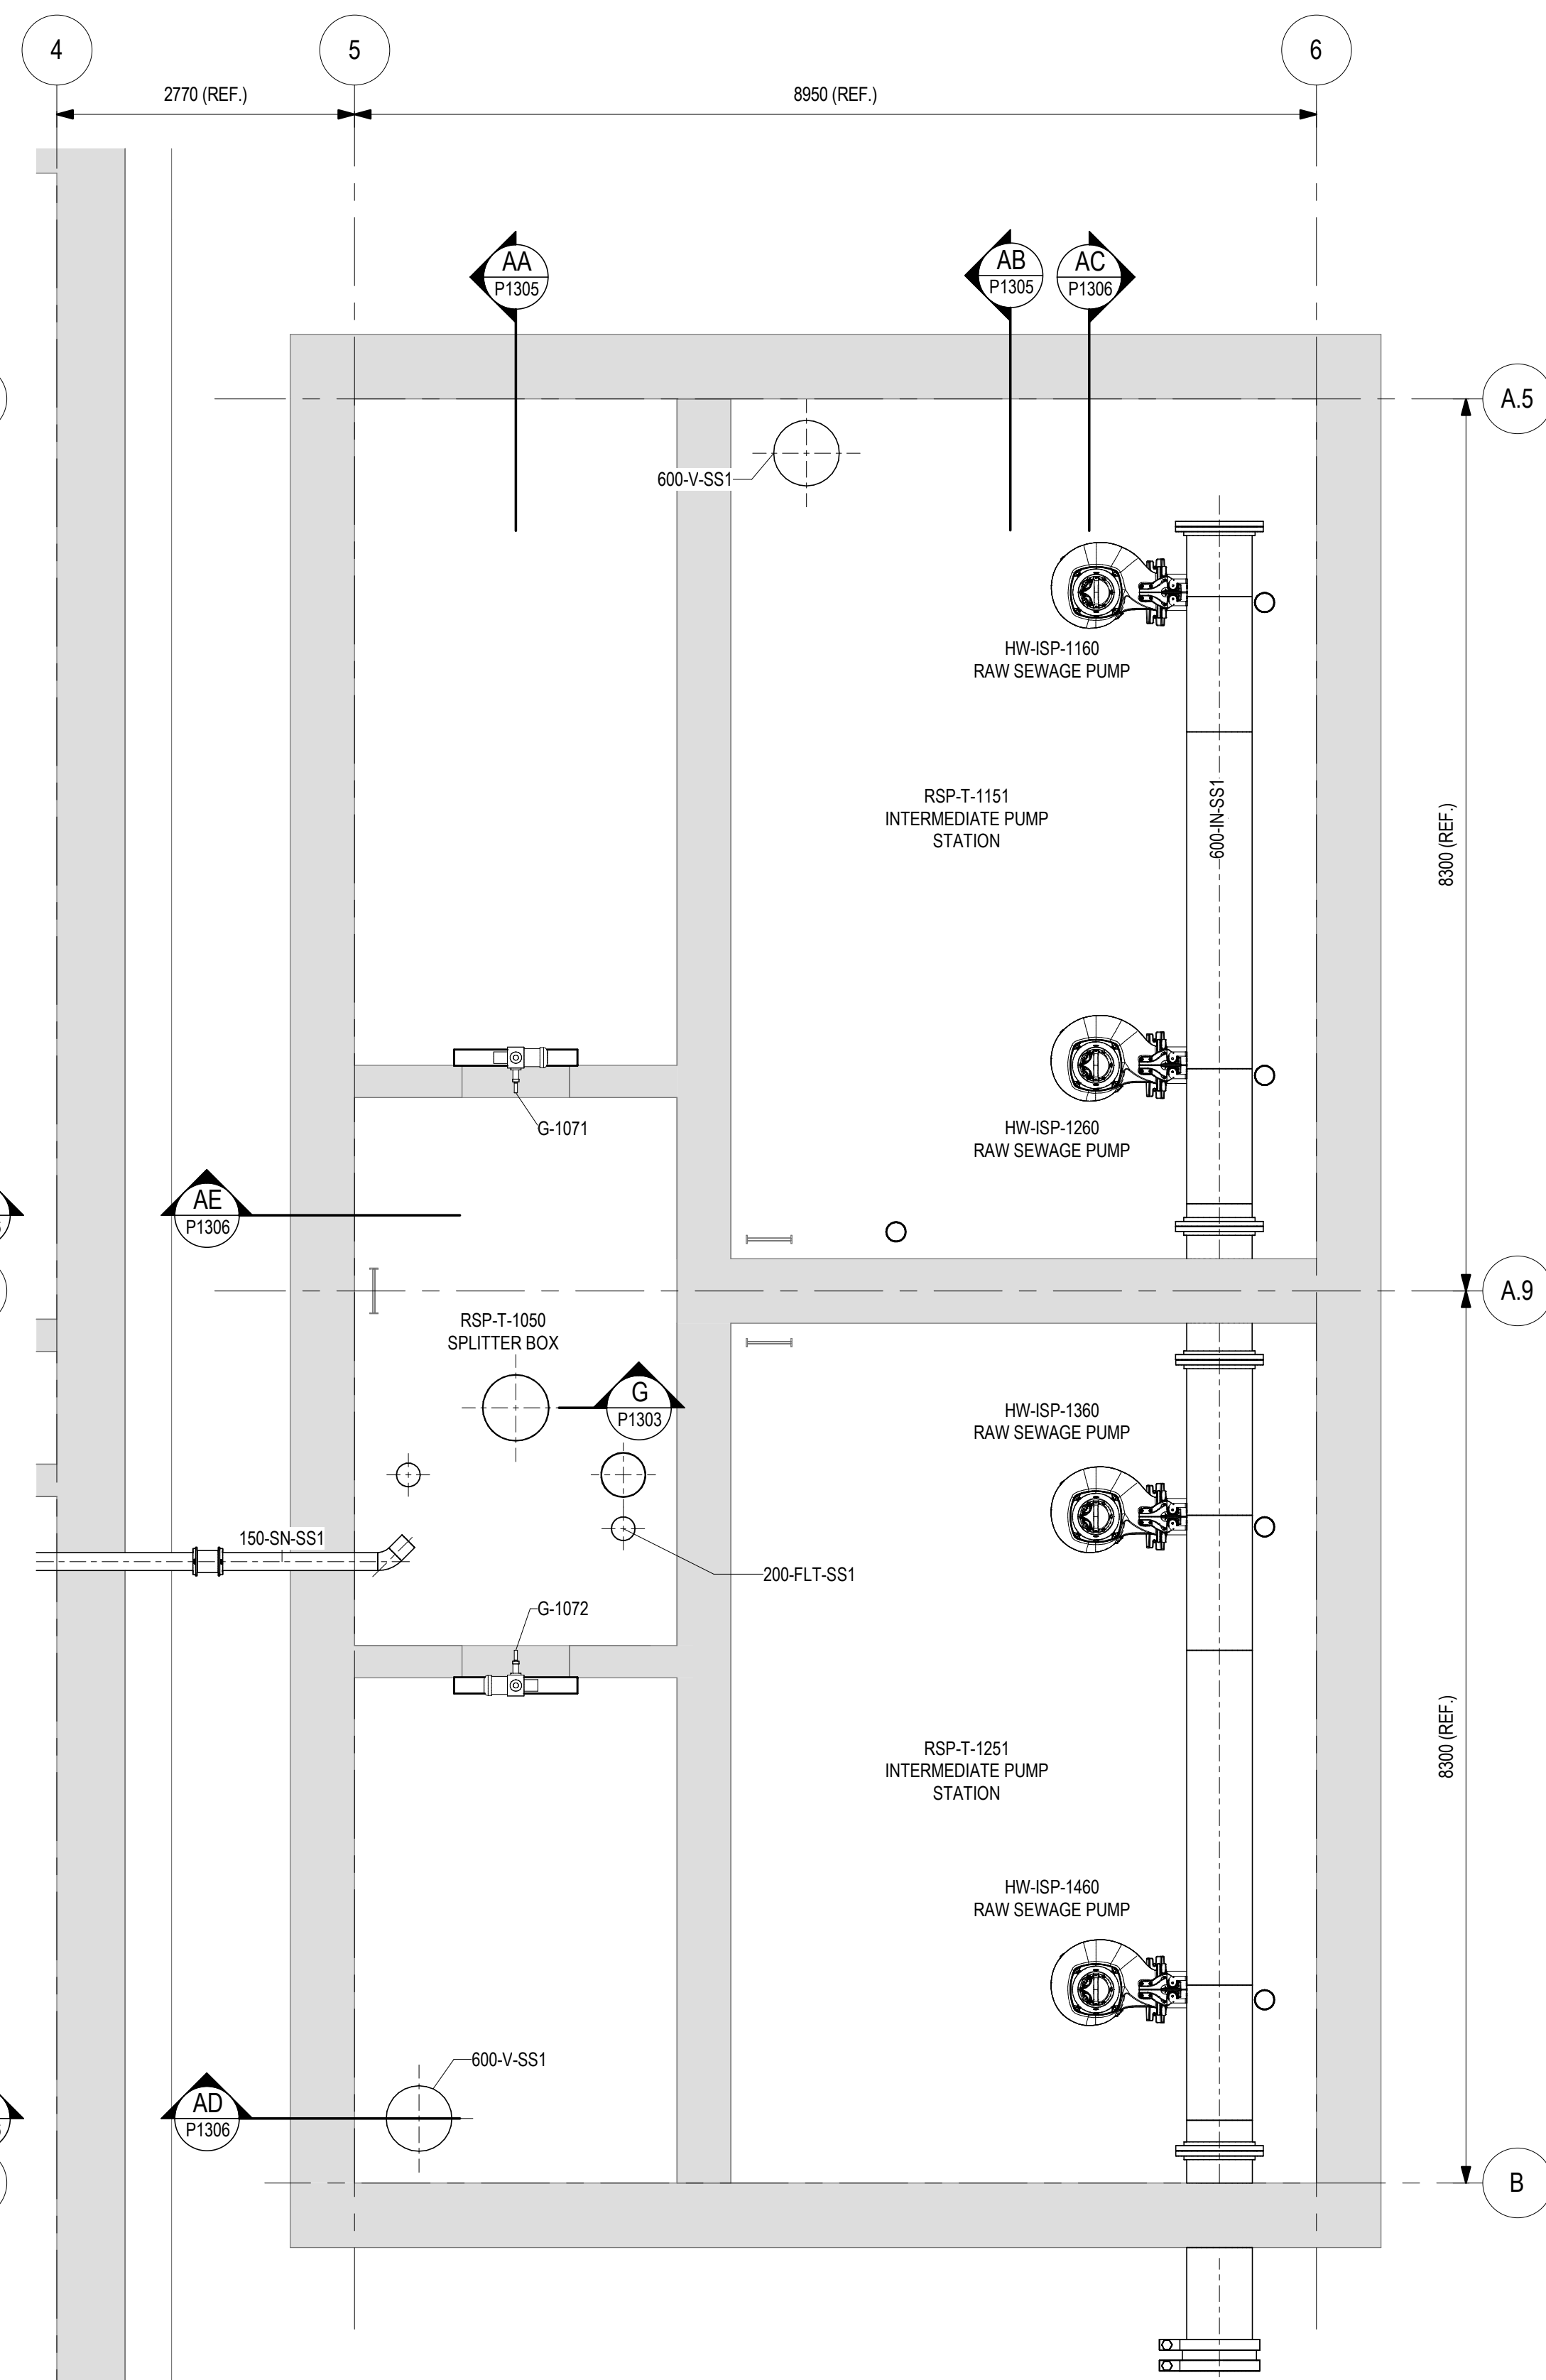 4
5
6
2770 (REF.)
8950 (REF.)
AA
P1305
AB
P1305
AC
P1306
A.5
600-V-SS1
HW-ISP-1160
RAW SEWAGE PUMP
RSP-T-1151
INTERMEDIATE PUMP
STATION
600-IN-SS1
8300 (REF.)
G-1071
HW-ISP-1260
RAW SEWAGE PUMP
AE
P1306
A.9
RSP-T-1050
SPLITTER BOX
G
P1303
HW-ISP-1360
RAW SEWAGE PUMP
150-SN-SS1
200-FLT-SS1
G-1072
RSP-T-1251
INTERMEDIATE PUMP
STATION
8300 (REF.)
HW-ISP-1460
RAW SEWAGE PUMP
600-V-SS1
AD
P1306
B